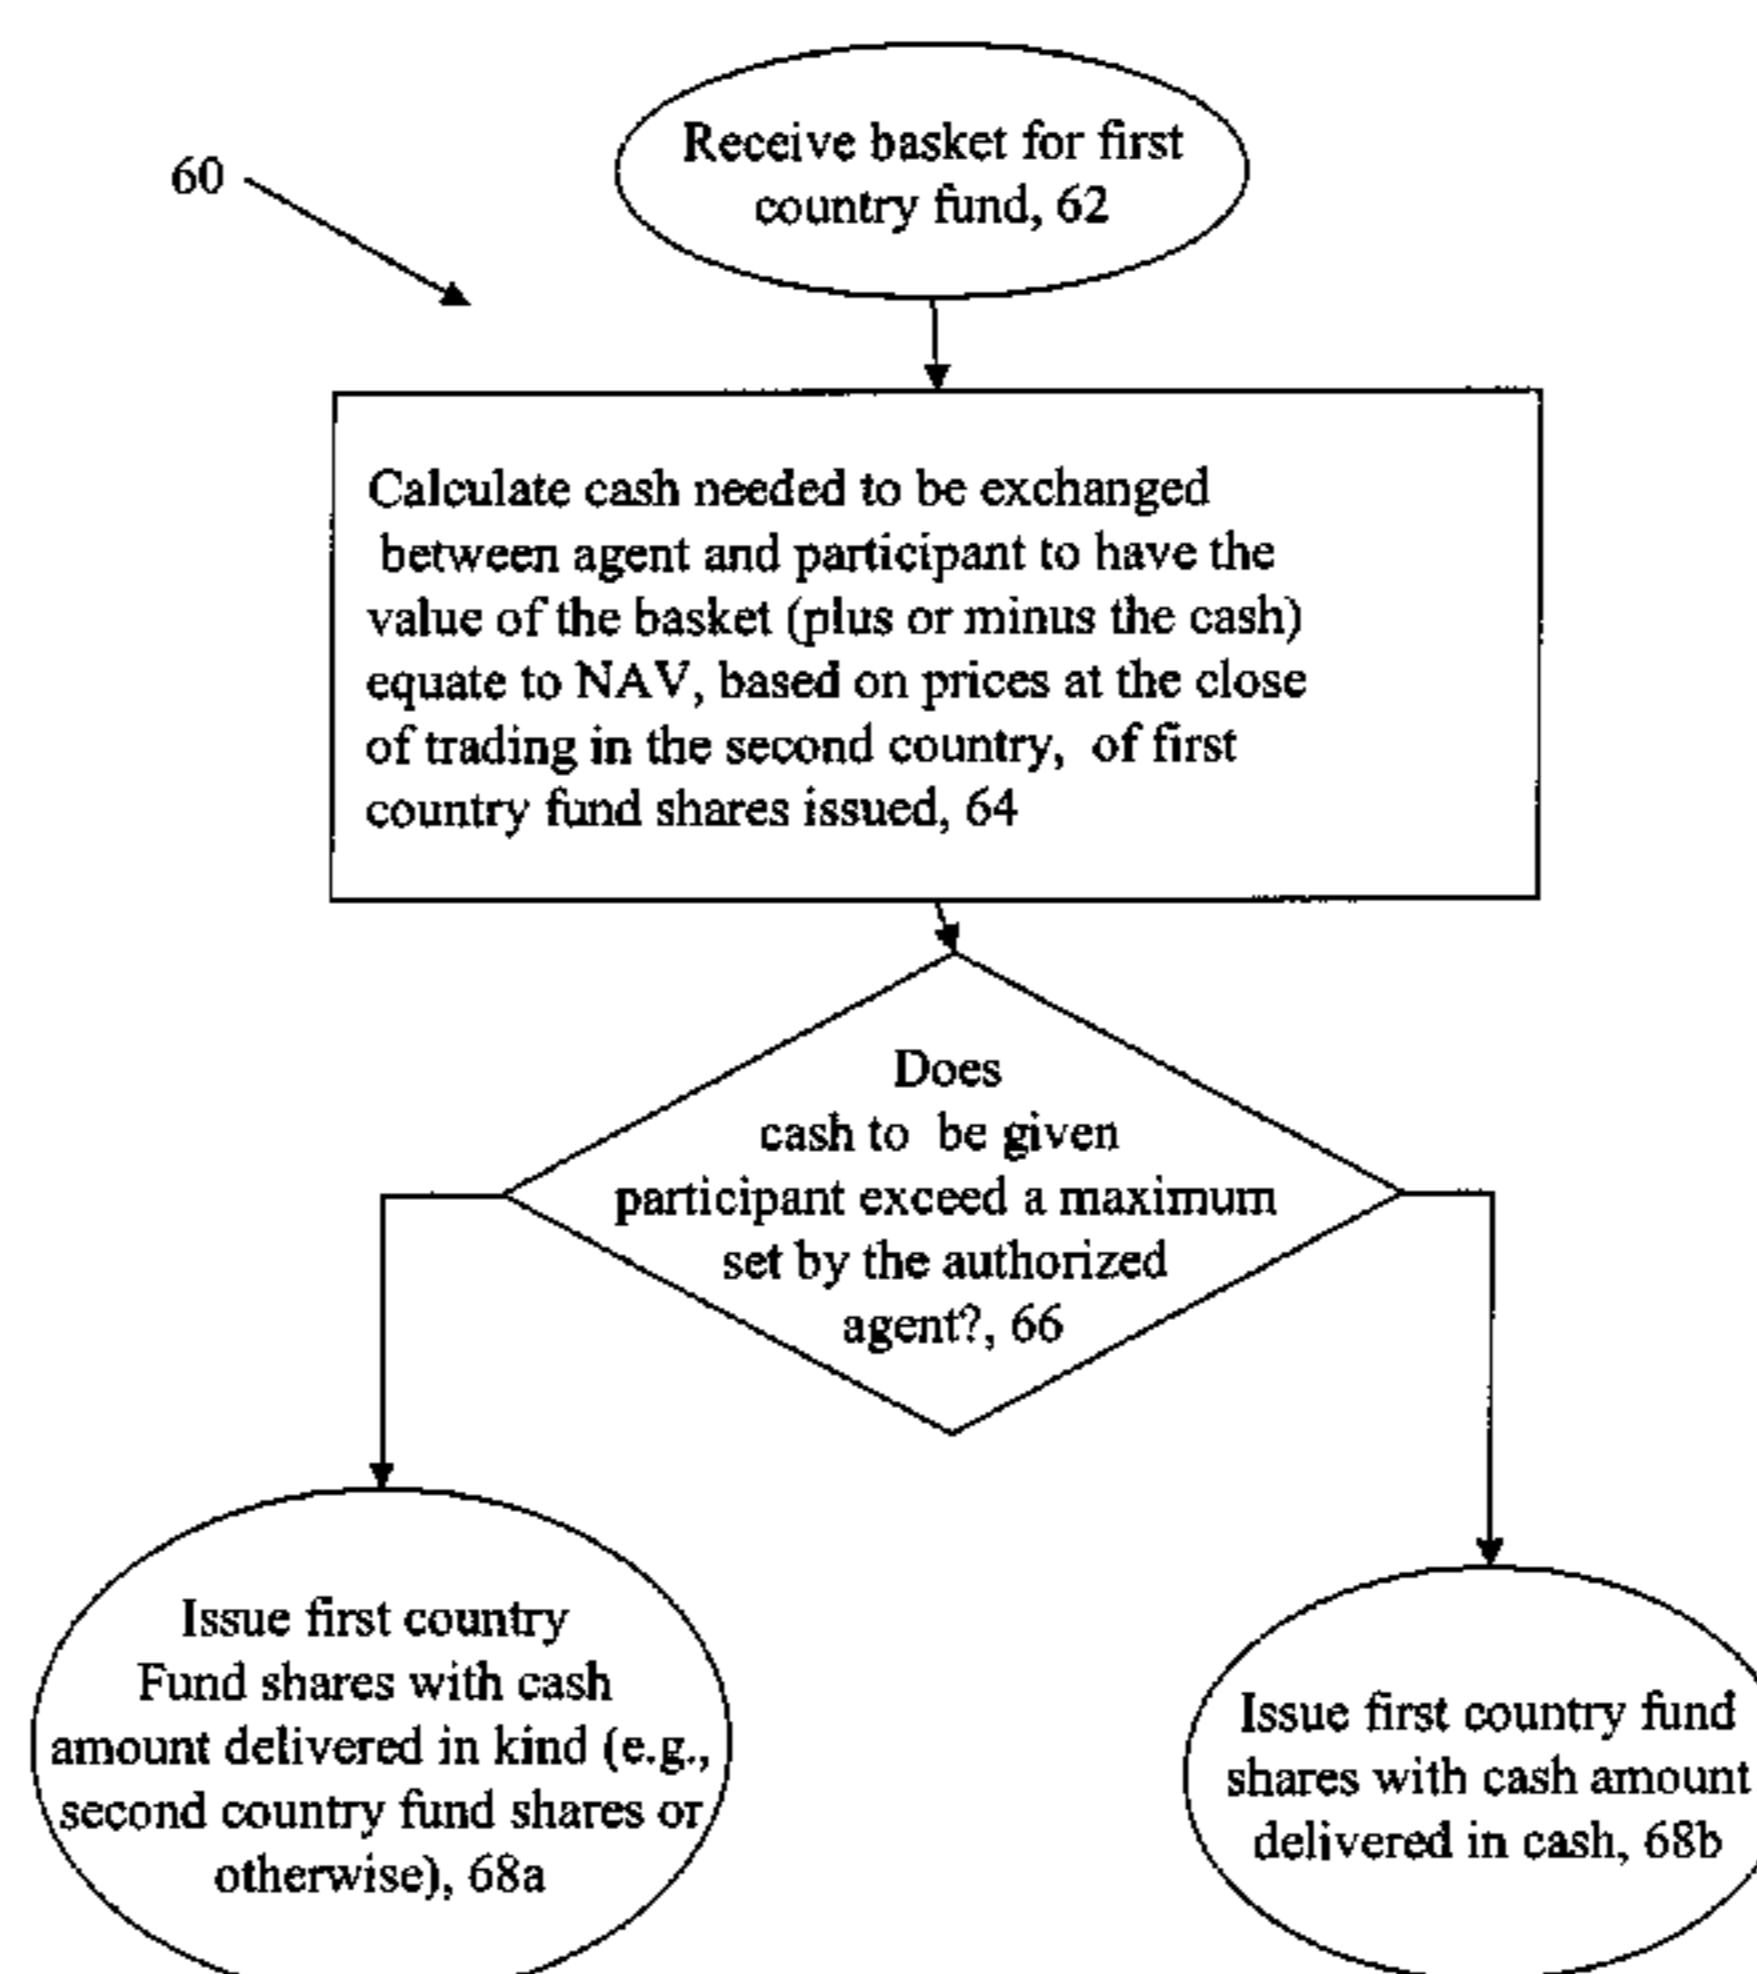 60
Receive basket for first
country fund, 62
Calculate cash needed to be exchanged
between agent and participant to have the
value of the basket (plus or minus the cash)
equate to NAV, based on prices at the close
of trading in the second country, of first
country fund shares issued, 64
Does
cash to be given
participant exceed a maximum
set by the authorized
agent?, 66
Issue first country
Fund shares with cash
amount delivered in kind (e.g.,
second country fund shares or
otherwise), 68a
Issue first country fund
shares with cash amount
delivered in cash, 68b